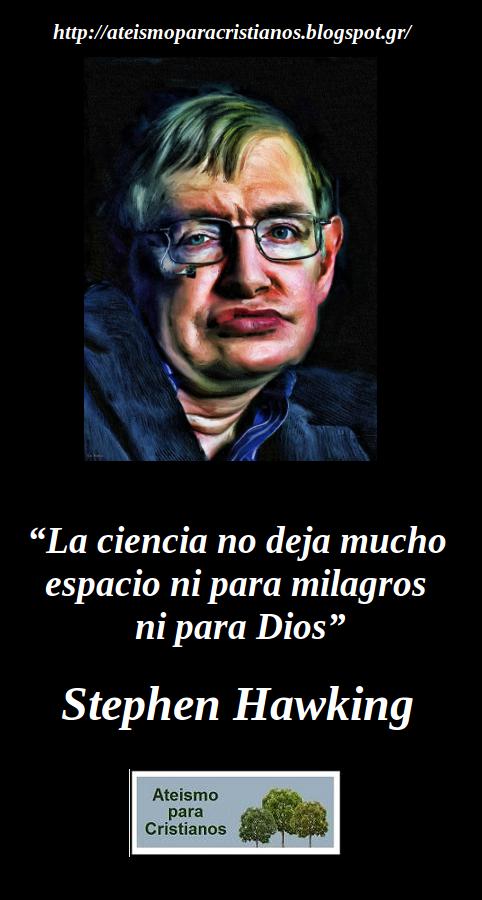 http://ateismoparacristianos.blogspot.gr/
“La ciencia no deja mucho
espacio ni para milagros
ni para Dios”
Stephen Hawking
Ateismo
para
Cristianos